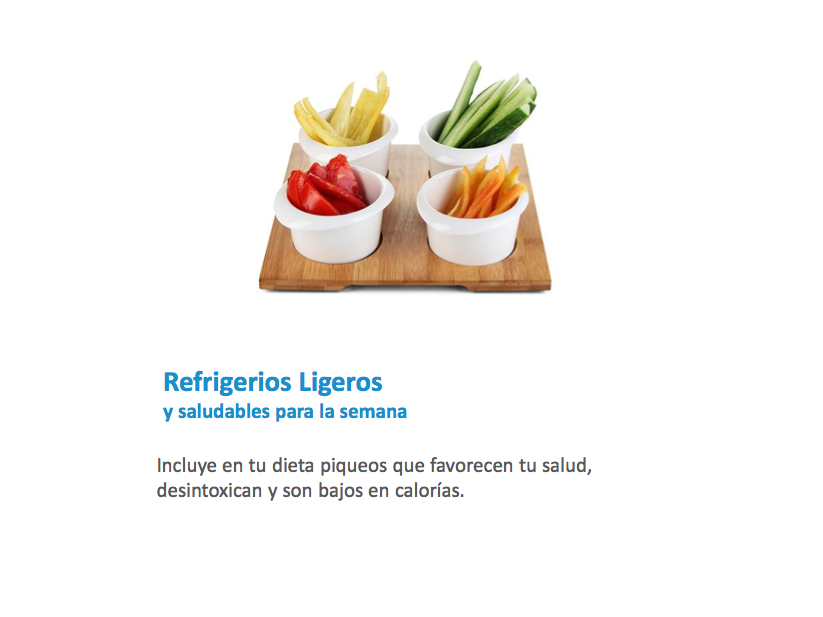 Refrigerios Ligeros
y saludables para la semana
Incluye en tu dieta piqueos que favorecen tu salud,
desintoxican y son bajos en calorías.